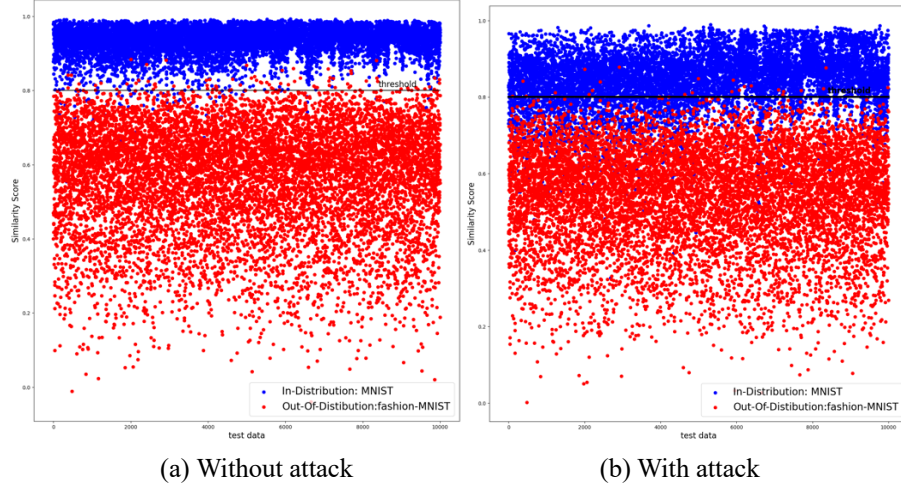 1.0
0.8
0.6
0.4
0.2
0.0
Similarity Score
threshold
In-Distribution: MNIST
Out-Of-Distibution:fashion-MNIST
0 2000 4000 6000 8000 10000
test data
(a) Without attack
1.0
0.8
0.6
0.4
0.2
0.0
Similarity Score
threshold
In-Distribution: MNIST
Out-Of-Distibution:fashion-MNIST
0 2000 4000 6000 8000 10000
test data
(b) With attack